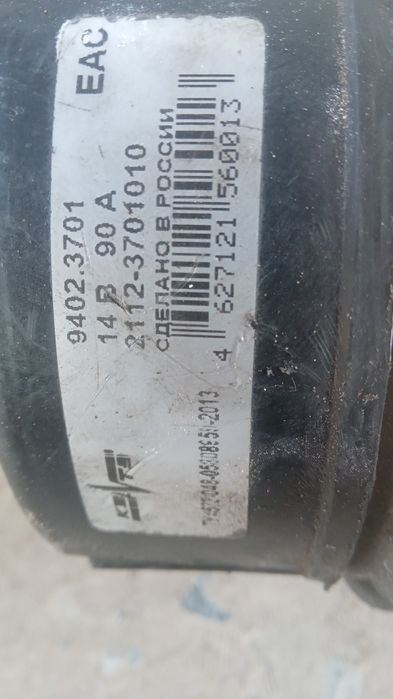 EAC
9402.3701
14 В 90 А
2112-3701010
СДЕЛАНО В РОССИИ
4 627121 560013